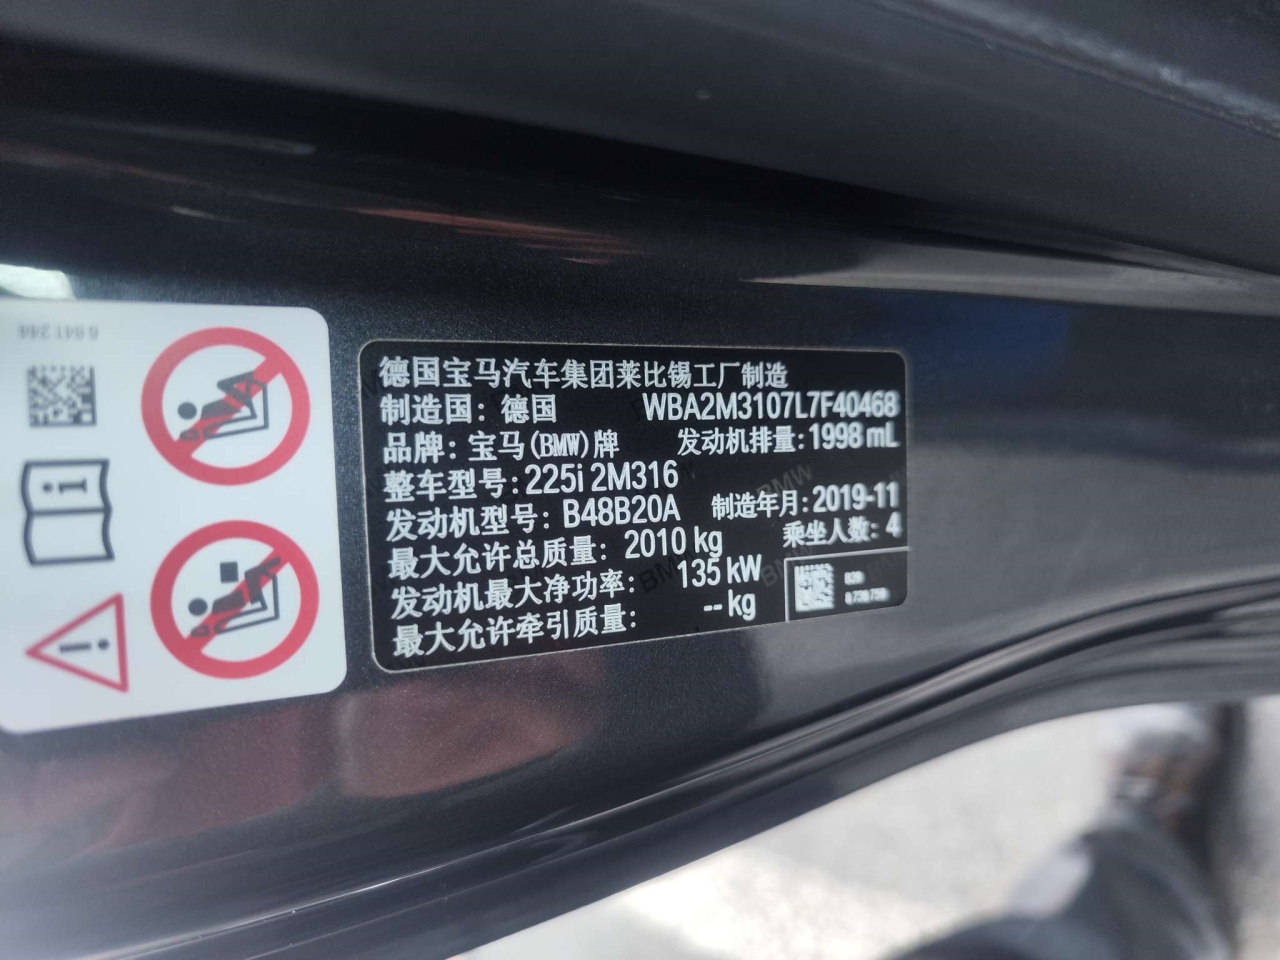 6 841 244
德国宝马汽车集团莱比锡工厂制造
制造国：德国 WBA2M3107L7F40468
品牌：宝马(BMW)牌 发动机排量：1998 mL
整车型号：225i 2M316
发动机型号：B48B20A 制造年月：2019-11
最大允许总质量：2010 kg 乘坐人数：4
发动机最大净功率：135 kW
最大允许牵引质量：-- kg